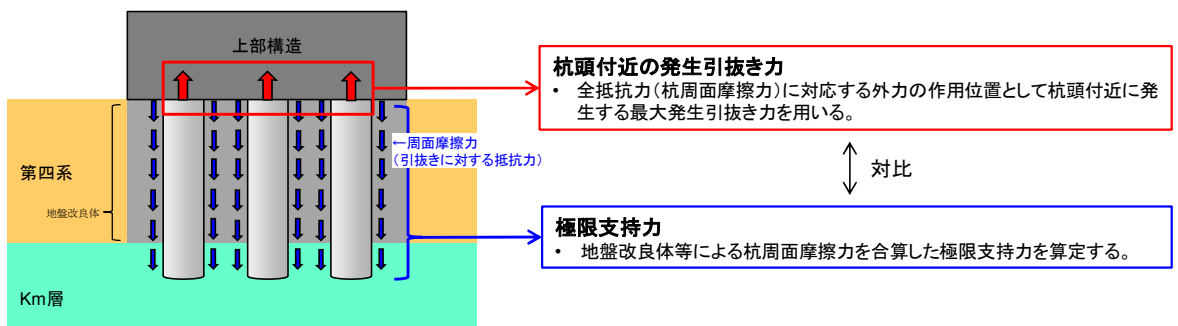 上部構造
杭頭付近の発生引抜き力
• 全抵抗力(杭周面摩擦力)に対応する外力の作用位置として杭頭付近に発
生する最大発生引抜き力を用いる。
←周面摩擦力
(引抜きに対する抵抗力)
対比
第四系
地盤改良体
極限支持力
• 地盤改良体等による杭周面摩擦力を合算した極限支持力を算定する。
Km層